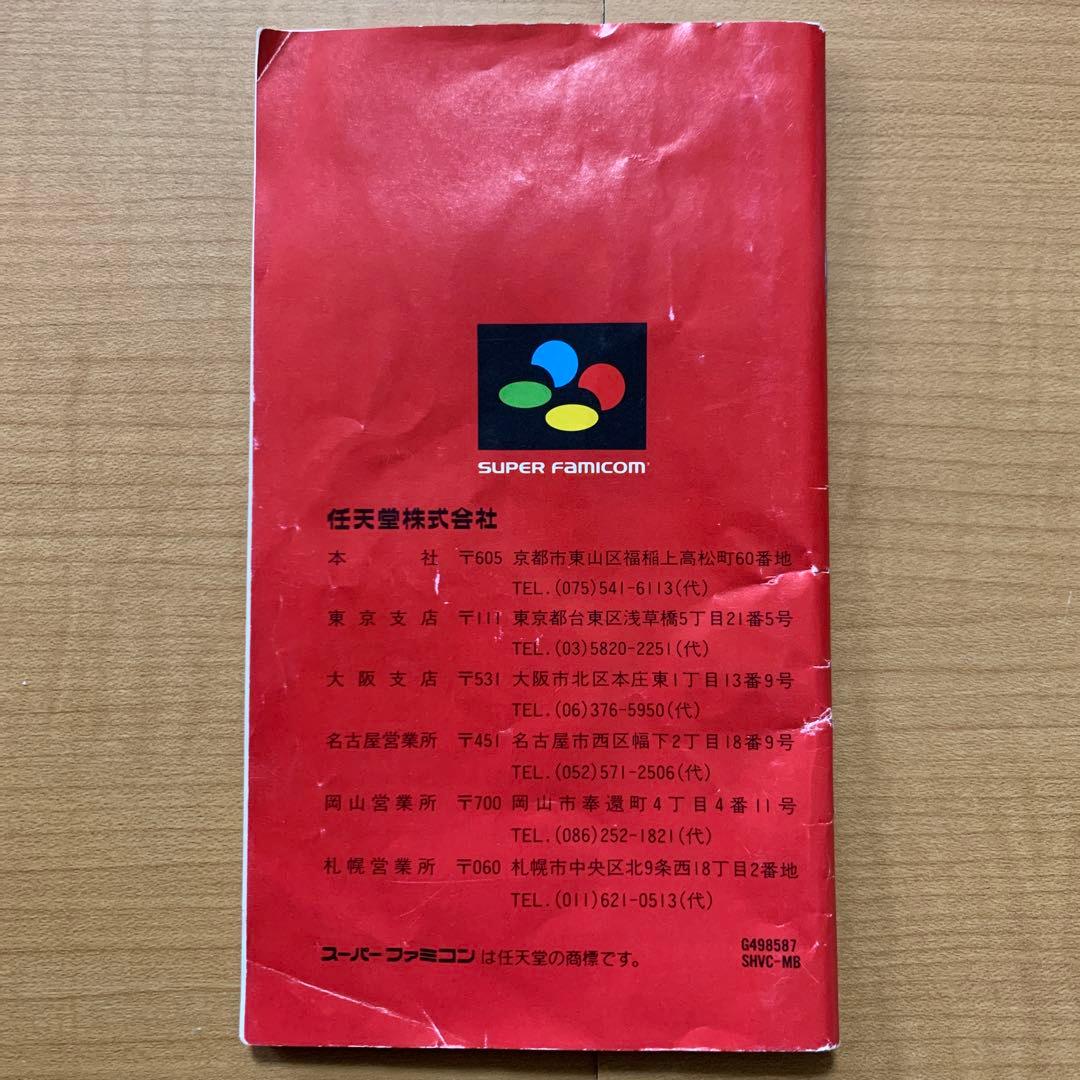 SUPER FAMICOM
任天堂株式会社
本社 〒605 京都市東山区福稲上高松町60番地
TEL.(075)541-6113(代)
東京支店 〒111 東京都台東区浅草橋5丁目21番5号
TEL.(03)5820-2251(代)
大阪支店 〒531 大阪市北区本庄東1丁目13番9号
TEL.(06)376-5950(代)
名古屋営業所 〒451 名古屋市西区幅下2丁目18番9号
TEL.(052)571-2506(代)
岡山営業所 〒700 岡山市奉還町4丁目4番11号
TEL.(086)252-1821(代)
札幌営業所 〒060 札幌市中央区北9条西18丁目2番地
TEL.(011)621-0513(代)
スーパーファミコンは任天堂の商標です。
G498587
SHVC-MB